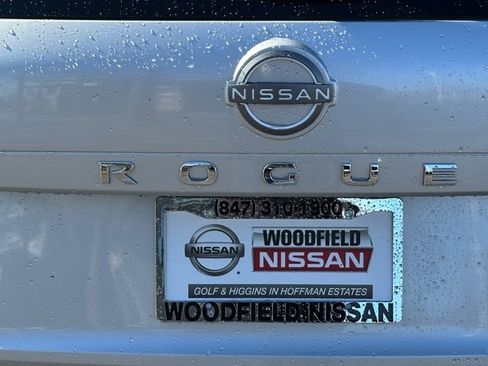 NISSAN
ROGUE
(847) 310-1900
NISSAN
WOODFIELD
NISSAN
GOLF & HIGGINS IN HOFFMAN ESTATES
WOODFIELD NISSAN